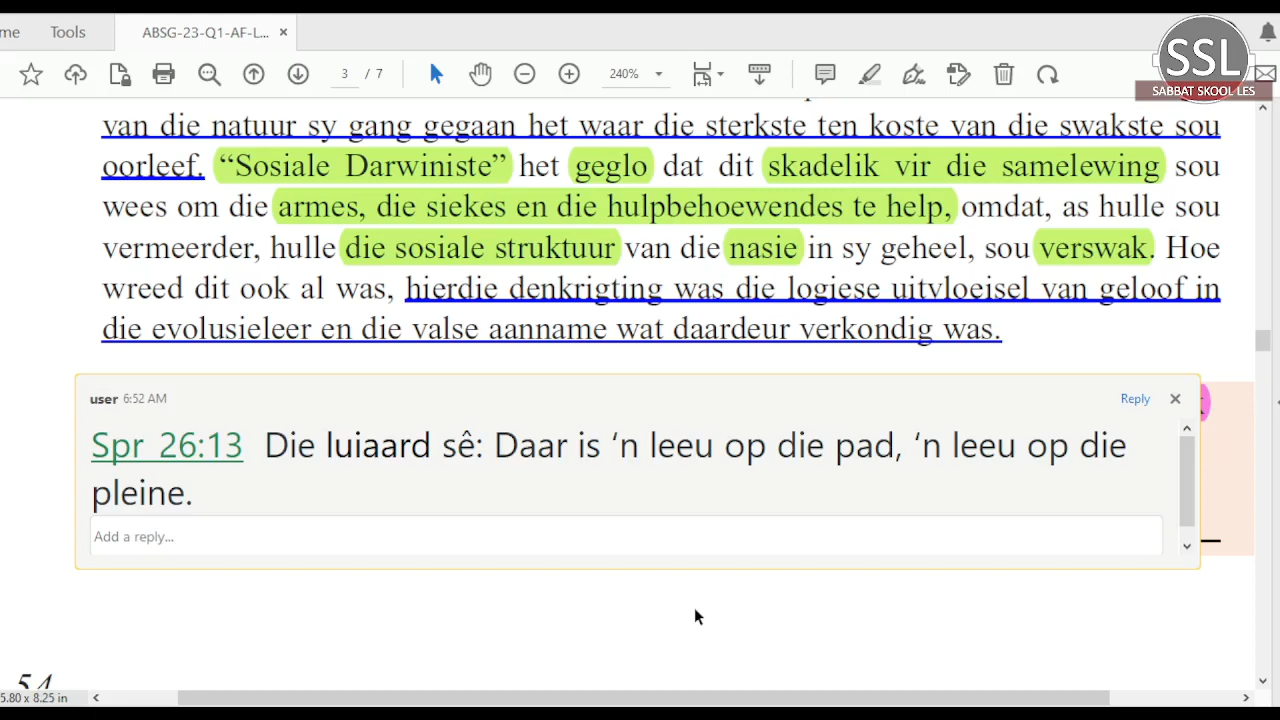 me Tools ABSG-23-Q1-AF-L... ×
SSL
SABBAT SKOOL LES
3 / 7 240%
van die natuur sy gang gegaan het waar die sterkste ten koste van die swakste sou
oorleef. “Sosiale Darwiniste” het geglo dat dit skadelik vir die samelewing sou
wees om die armes, die siekes en die hulpbehoewendes te help, omdat, as hulle sou
vermeerder, hulle die sosiale struktuur van die nasie in sy geheel, sou verswak. Hoe
wreed dit ook al was, hierdie denkrigting was die logiese uitvloeisel van geloof in
die evolusieleer en die valse aanname wat daardeur verkondig was.
user 6:52 AM Reply ×
Spr 26:13 Die luiaard sê: Daar is ‘n leeu op die pad, ‘n leeu op die
pleine.
Add a reply...
54
5.80 x 8.25 in